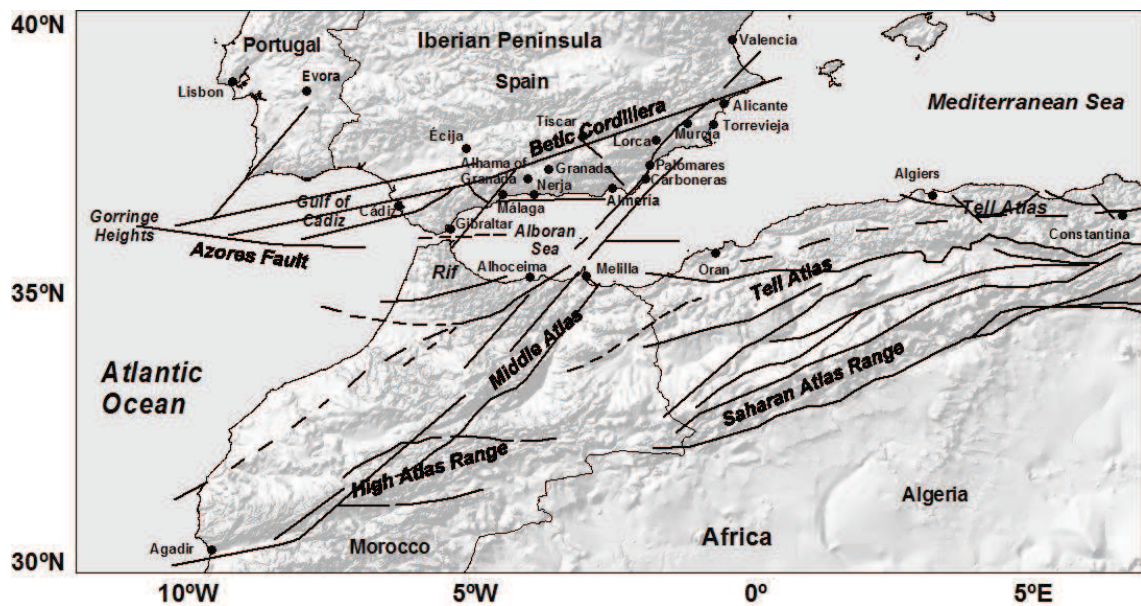 40ºN
Portugal
Iberian Peninsula
Valencia
Evora
Spain
Lisbon
Mediterranean Sea
Alicante
Tiscar
Betic Cordillera
Torrevieja
Murcia
Écija
Lorca
Alhama of
Granada
Granada
Palomares
Carboneras
Nerja
Algiers
Gulf of
Cádiz
Cádiz
Málaga
Almeria
Tell Atlas
Gorringe
Heights
Gibraltar
Alboran
Sea
Constantina
Azores Fault
Rif
Alhoceima
Melilla
Oran
35ºN
Tell Atlas
Middle Atlas
Atlantic
Ocean
Saharan Atlas Range
High Atlas Range
Algeria
Agadir
Morocco
Africa
30ºN
10ºW
5ºW
0º
5ºE